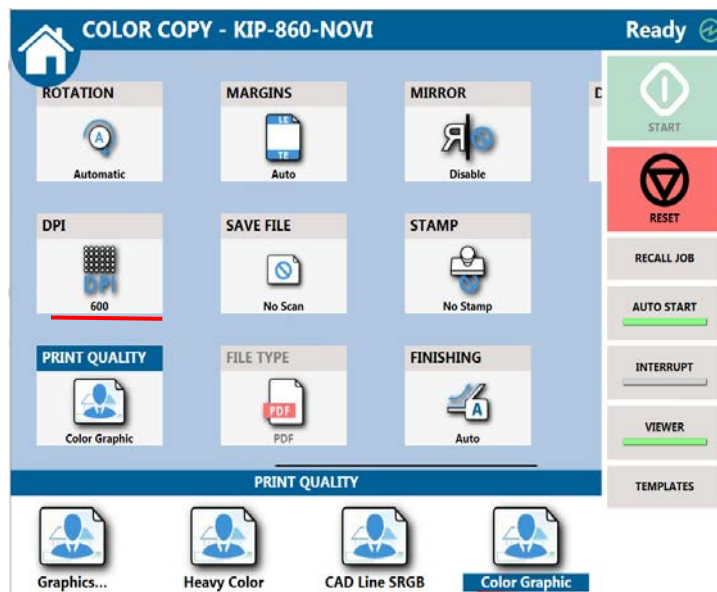 COLOR COPY - KIP-860-NOVI
Ready
ROTATION
MARGINS
MIRROR
D
A
LE
TE
R
Automatic
Auto
Disable
START
RESET
DPI
SAVE FILE
STAMP
DPI
600
No Scan
No Stamp
RECALL JOB
AUTO START
PRINT QUALITY
FILE TYPE
FINISHING
PDF
A
Color Graphic
PDF
Auto
INTERRUPT
VIEWER
PRINT QUALITY
TEMPLATES
Graphics...
Heavy Color
CAD Line SRGB
Color Graphic